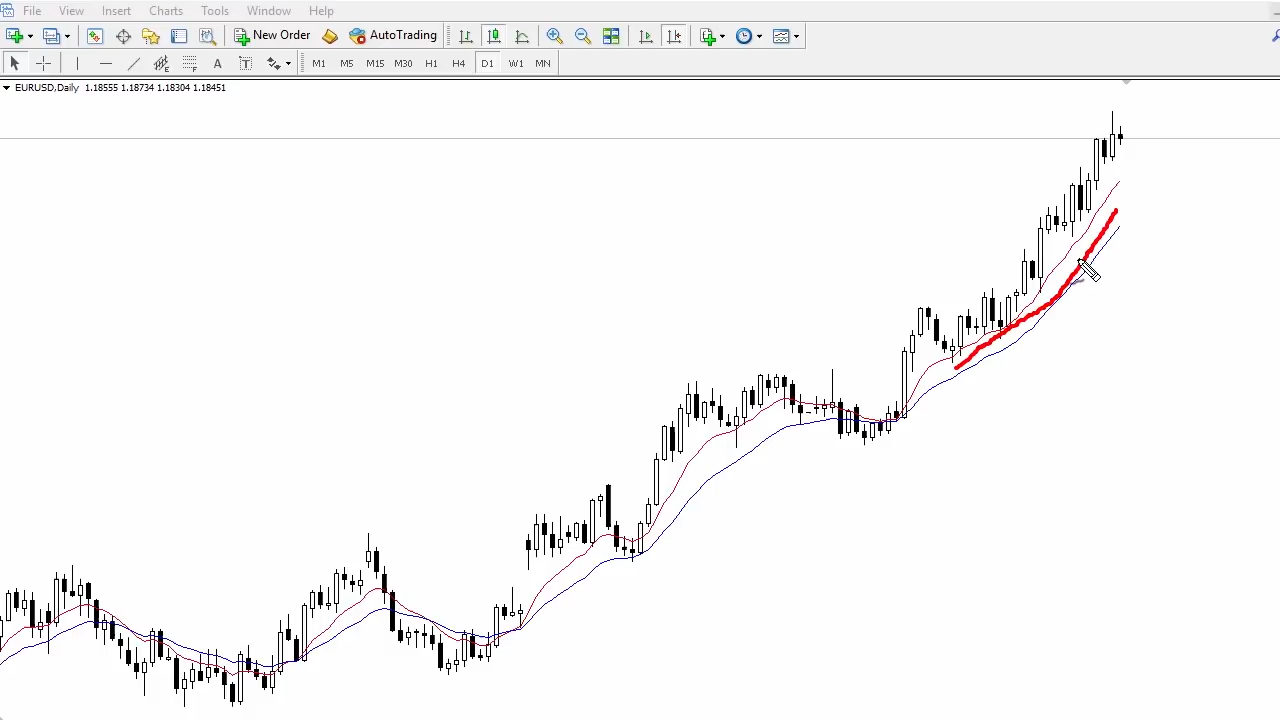 File View Insert Charts Tools Window Help
New Order AutoTrading
A T E F M1 M5 M15 M30 H1 H4 D1 W1 MN
EURUSD,Daily 1.18555 1.18734 1.18304 1.18451